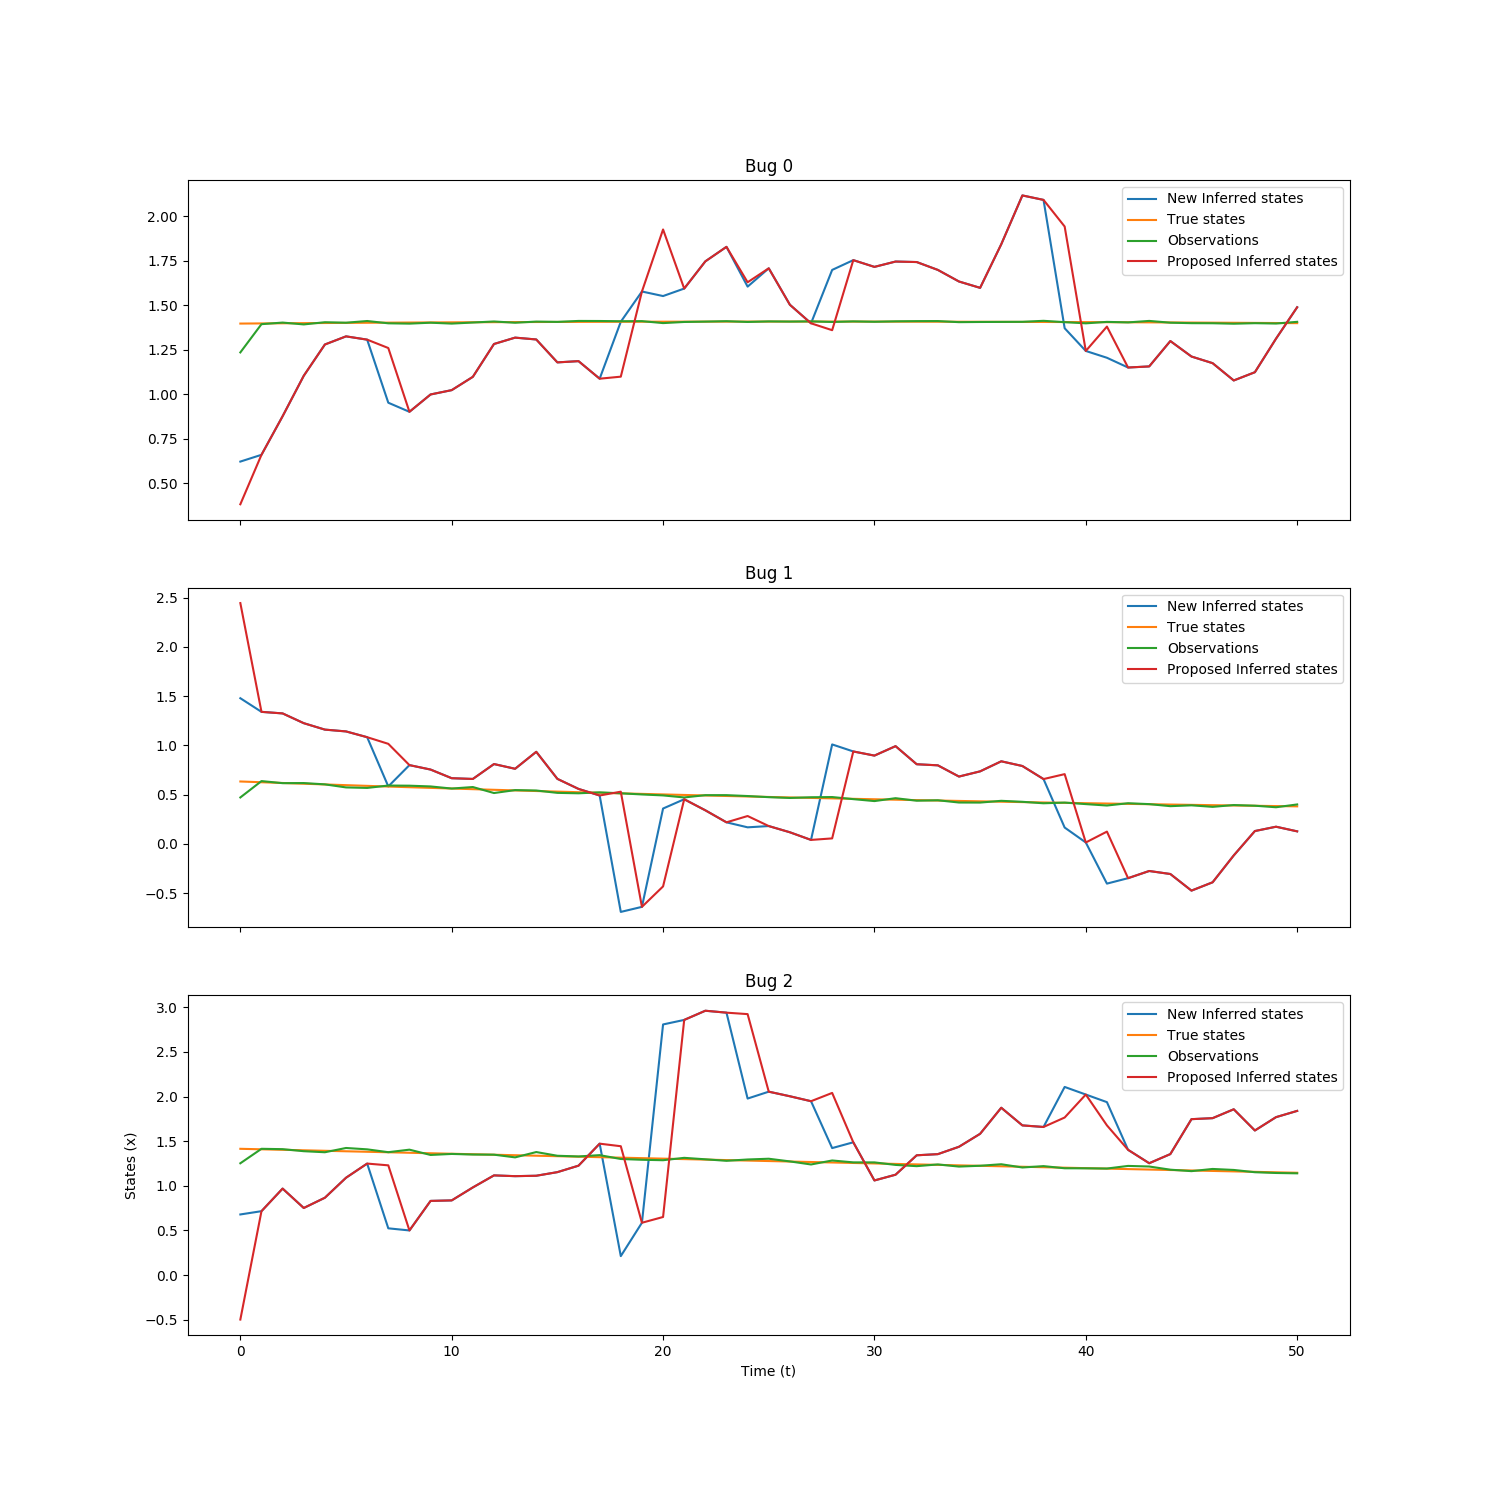 Bug 0
2.00
1.75
1.50
1.25
1.00
0.75
0.50
New Inferred states
True states
Observations
Proposed Inferred states
Bug 1
2.5
2.0
1.5
1.0
0.5
0.0
−0.5
New Inferred states
True states
Observations
Proposed Inferred states
Bug 2
3.0
2.5
2.0
1.5
1.0
0.5
0.0
−0.5
States (x)
New Inferred states
True states
Observations
Proposed Inferred states
0 10 20 30 40 50
Time (t)